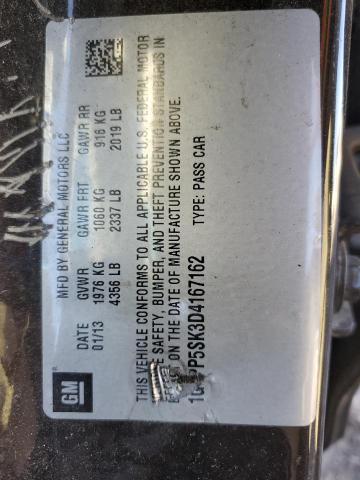 GM
MFD BY GENERAL MOTORS LLC
DATE GVWR GAWR FRT GAWR RR
01/13 1976 KG 1060 KG 916 KG
4356 LB 2337 LB 2019 LB
THIS VEHICLE CONFORMS TO ALL APPLICABLE U.S. FEDERAL MOTOR
SAFETY, BUMPER, AND THEFT PREVENTION STANDARDS IN
ON THE DATE OF MANUFACTURE SHOWN ABOVE.
P5SK3D4167162 TYPE: PASS CAR